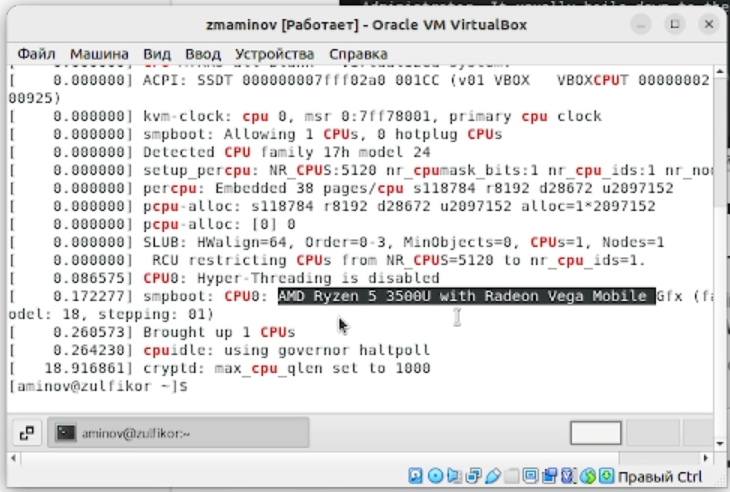 Administrator. It usually boils down to the
zmaminov [Работает] - Oracle VM VirtualBox
Файл Машина Вид Ввод Устройства Справка
[ 0.000000] ACPI: SSDT 000000007fff02a0 001CC (v01 VBOX VBOXCPUT 00000002
00925)
[ 0.000000] kvm-clock: cpu 0, msr 0:7ff78001, primary cpu clock
[ 0.000000] smpboot: Allowing 1 CPUs, 0 hotplug CPUs
[ 0.000000] Detected CPU family 17h model 24
[ 0.000000] setup_percpu: NR_CPUS:5120 nr_cpumask_bits:1 nr_cpu_ids:1 nr_no
[ 0.000000] percpu: Embedded 38 pages/cpu s118784 r8192 d28672 u2097152
[ 0.000000] pcpu-alloc: s118784 r8192 d28672 u2097152 alloc=1*2097152
[ 0.000000] pcpu-alloc: [0] 0
[ 0.000000] SLUB: HWalign=64, Order=0-3, MinObjects=0, CPUs=1, Nodes=1
[ 0.000000] RCU restricting CPUs from NR_CPUS=5120 to nr_cpu_ids=1.
[ 0.086575] CPU0: Hyper-Threading is disabled
[ 0.172277] smpboot: CPU0: AMD Ryzen 5 3500U with Radeon Vega Mobile Gfx (fa
odel: 18, stepping: 01)
[ 0.260573] Brought up 1 CPUs
[ 0.264230] cpuidle: using governor haltpoll
[ 18.916861] cryptd: max_cpu_qlen set to 1000
[aminov@zulfikor ~]$
aminov@zulfikor:~
Правый Ctrl